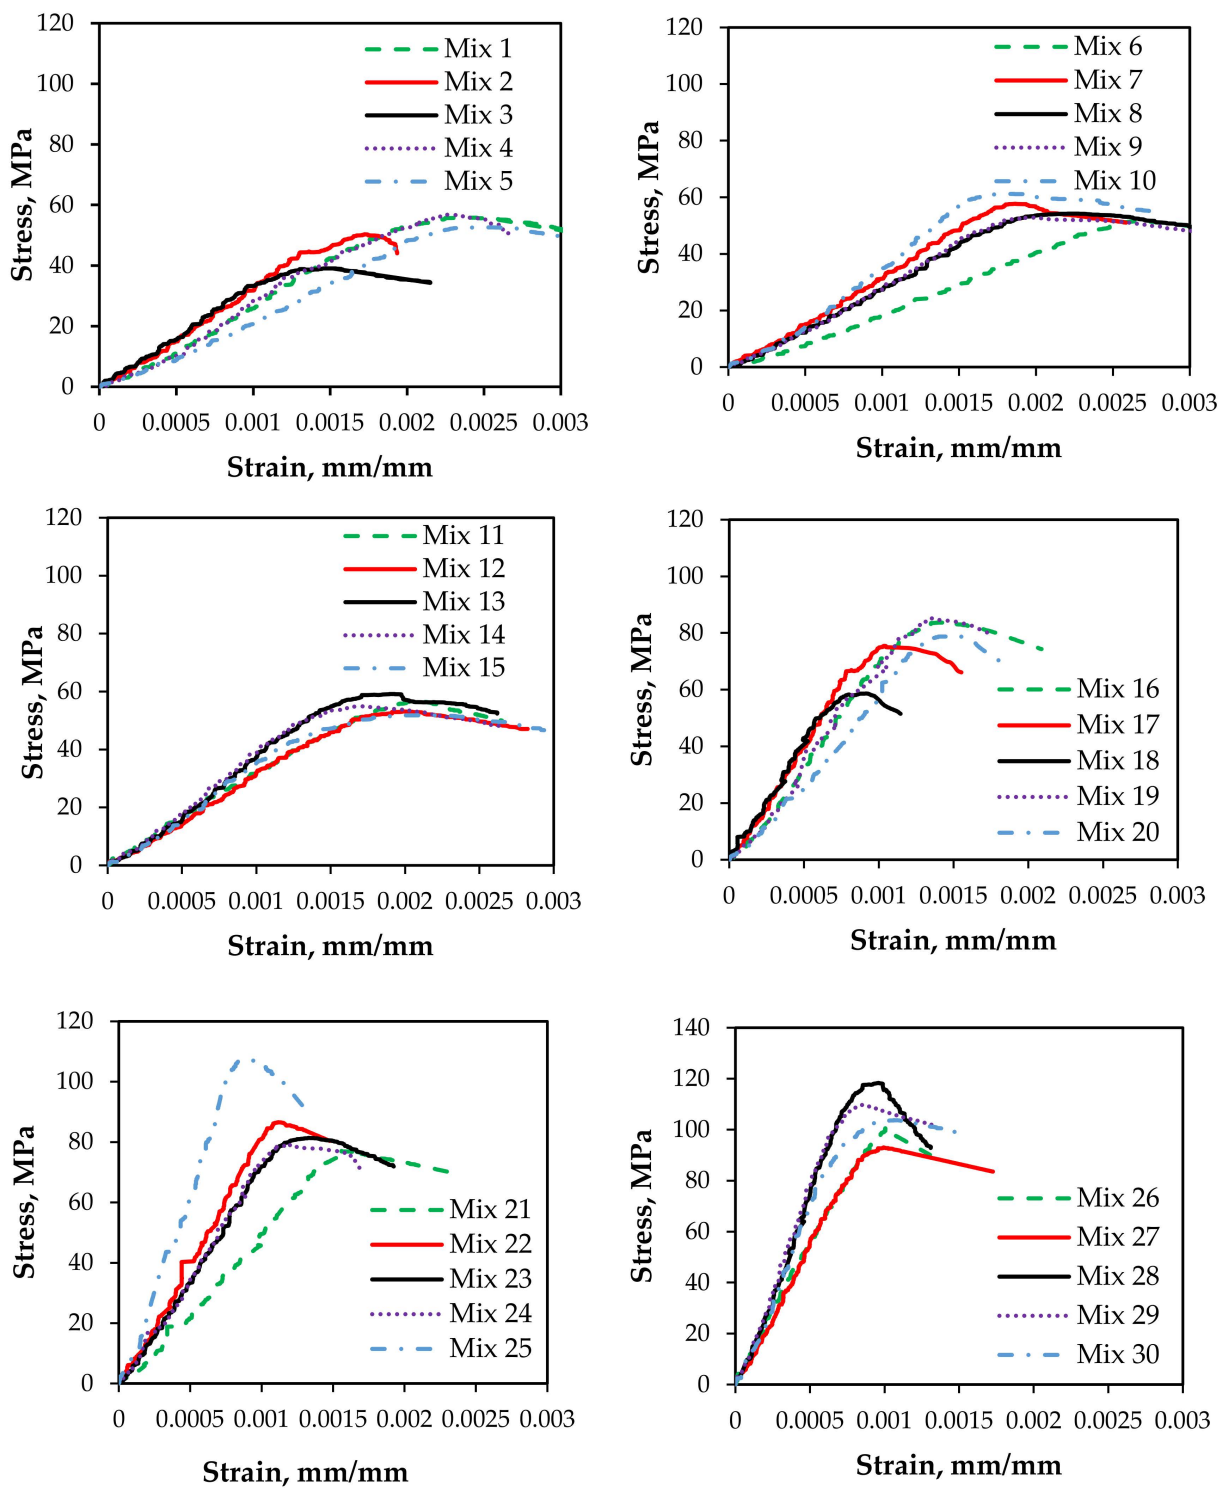 120
100
80
60
40
20
0
Stress, MPa
Mix 1
Mix 2
Mix 3
Mix 4
Mix 5
0 0.0005 0.001 0.0015 0.002 0.0025 0.003
Strain, mm/mm
120
100
80
60
40
20
0
Stress, MPa
Mix 6
Mix 7
Mix 8
Mix 9
Mix 10
0 0.0005 0.001 0.0015 0.002 0.0025 0.003
Strain, mm/mm
120
100
80
60
40
20
0
Stress, MPa
Mix 11
Mix 12
Mix 13
Mix 14
Mix 15
0 0.0005 0.001 0.0015 0.002 0.0025 0.003
Strain, mm/mm
120
100
80
60
40
20
0
Stress, MPa
Mix 16
Mix 17
Mix 18
Mix 19
Mix 20
0 0.0005 0.001 0.0015 0.002 0.0025 0.003
Strain, mm/mm
120
100
80
60
40
20
0
Stress, MPa
Mix 21
Mix 22
Mix 23
Mix 24
Mix 25
0 0.0005 0.001 0.0015 0.002 0.0025 0.003
Strain, mm/mm
140
120
100
80
60
40
20
0
Stress, MPa
Mix 26
Mix 27
Mix 28
Mix 29
Mix 30
0 0.0005 0.001 0.0015 0.002 0.0025 0.003
Strain, mm/mm